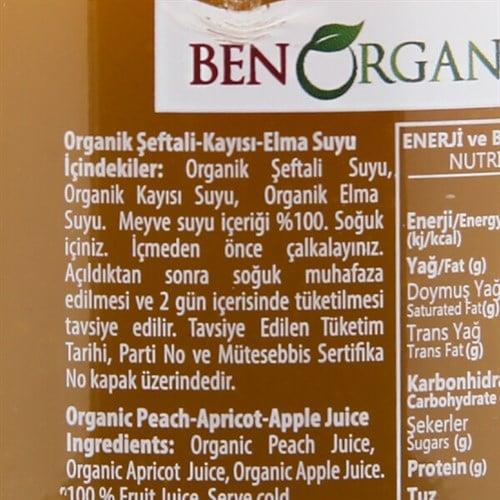 BEN ORGAN
Organik Şeftali-Kayısı-Elma Suyu
İçindekiler: Organik Şeftali Suyu,
Organik Kayısı Suyu, Organik Elma
Suyu. Meyve suyu içeriği %100. Soğuk
içiniz. İçmeden önce çalkalayınız.
Açıldıktan sonra soğuk muhafaza
edilmesi ve 2 gün içerisinde tüketilmesi
tavsiye edilir. Tavsiye Edilen Tüketim
Tarihi, Parti No ve Mütesebbis Sertifika
No kapak üzerindedir.
Organic Peach-Apricot-Apple Juice
Ingredients: Organic Peach Juice,
Organic Apricot Juice, Organic Apple Juice.
%100 % Fruit Juice. Serve cold
ENERJİ ve B
NUTRI
Enerji/Energy
(kj/kcal)
Yağ/Fat (g)
Doymuş Yağ
Saturated Fat(g)
Trans Yağ
Trans Fat (g)
Karbonhidra
Carbohydrate
Şekerler
Sugars (g)
Protein (g)
Tuz